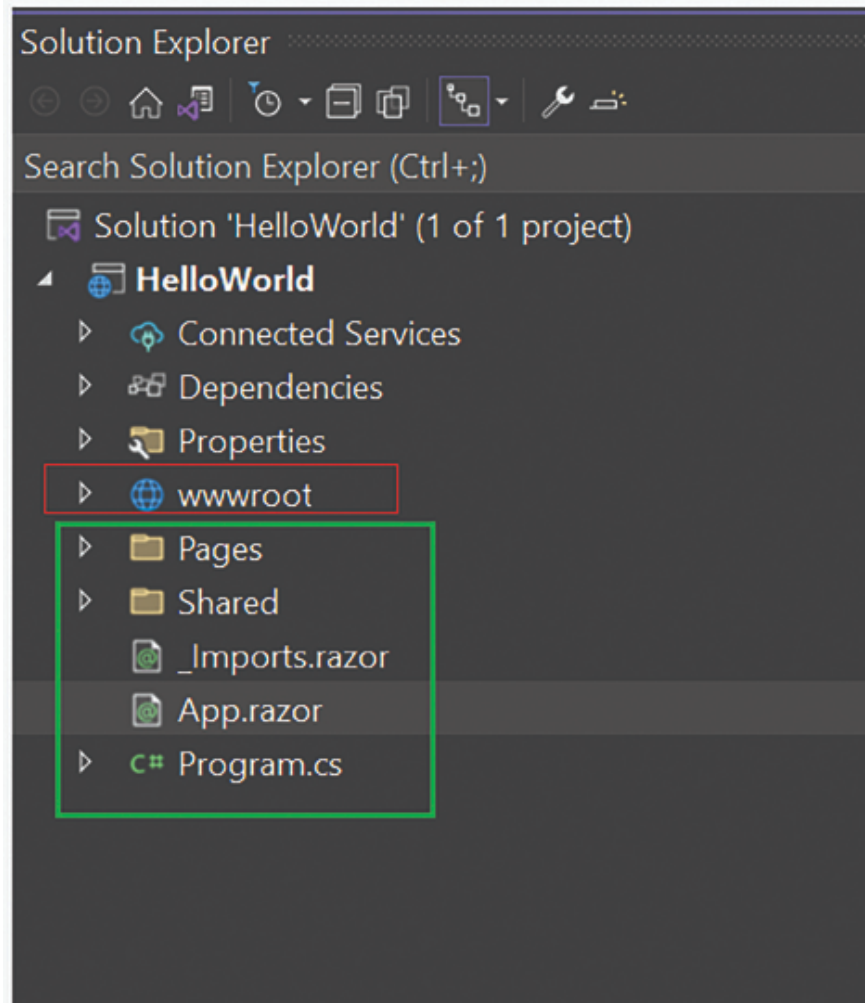 Solution Explorer
Search Solution Explorer (Ctrl+;)
Solution 'HelloWorld' (1 of 1 project)
HelloWorld
Connected Services
Dependencies
Properties
wwwroot
Pages
Shared
_Imports.razor
App.razor
C# Program.cs